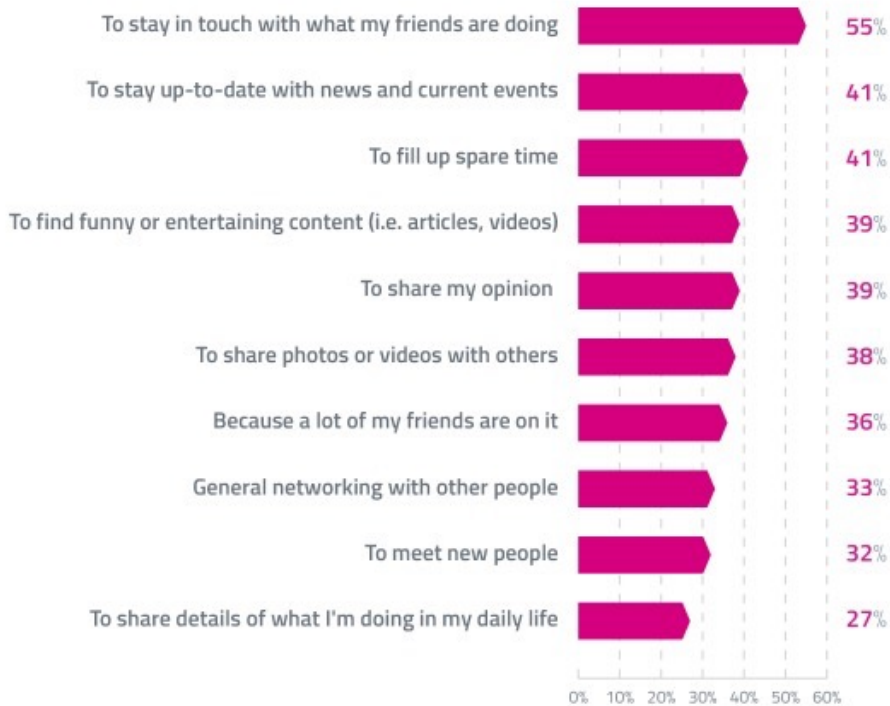 To stay in touch with what my friends are doing 55%
To stay up-to-date with news and current events 41%
To fill up spare time 41%
To find funny or entertaining content (i.e. articles, videos) 39%
To share my opinion 39%
To share photos or videos with others 38%
Because a lot of my friends are on it 36%
General networking with other people 33%
To meet new people 32%
To share details of what I'm doing in my daily life 27%
0% 10% 20% 30% 40% 50% 60%